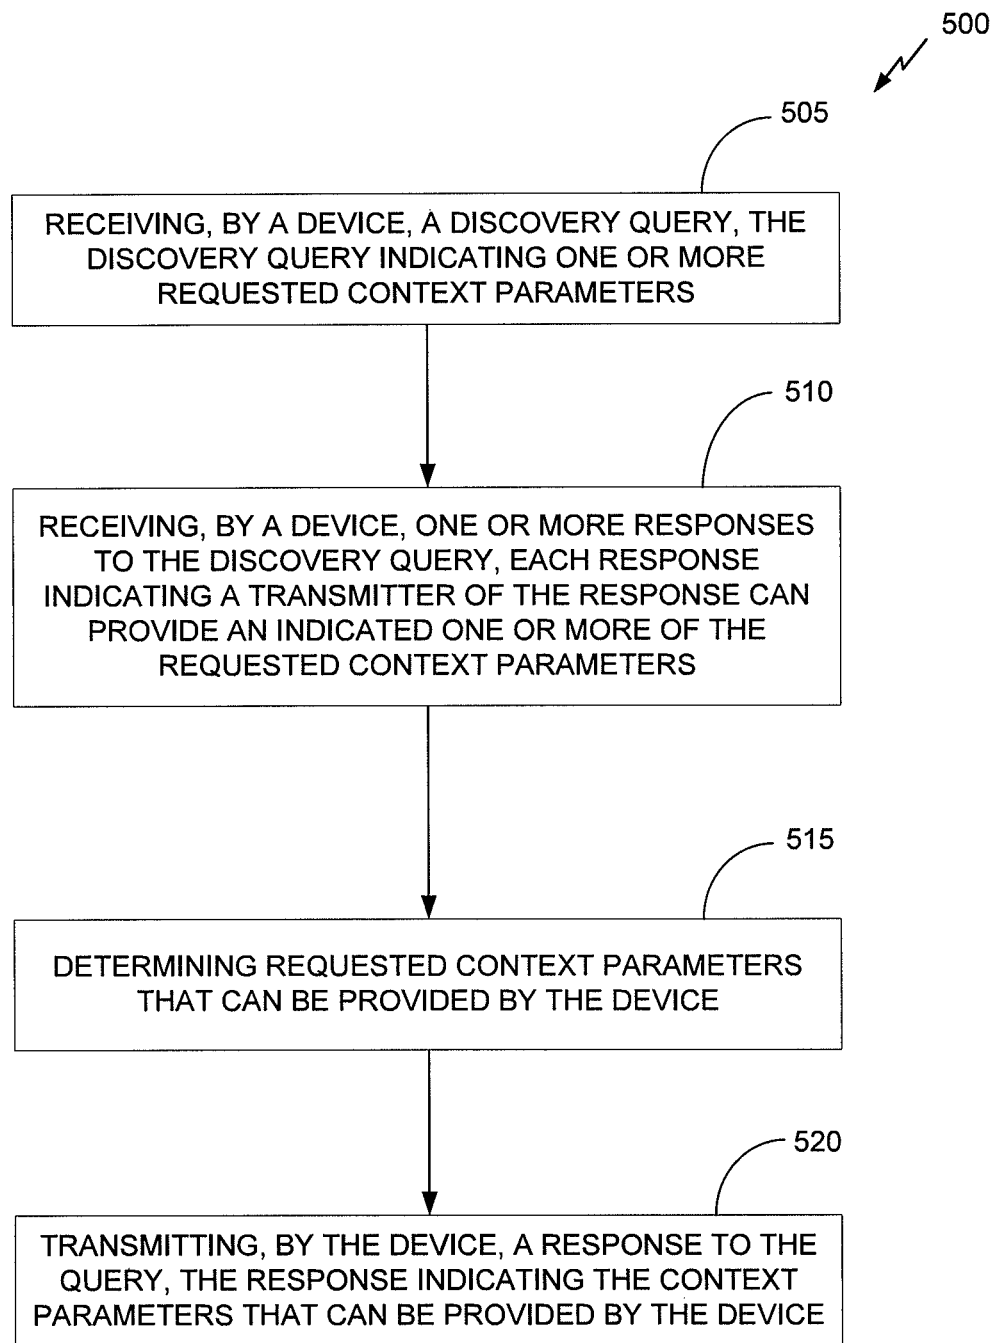 500
505
RECEIVING, BY A DEVICE, A DISCOVERY QUERY, THE
DISCOVERY QUERY INDICATING ONE OR MORE
REQUESTED CONTEXT PARAMETERS
510
RECEIVING, BY A DEVICE, ONE OR MORE RESPONSES
TO THE DISCOVERY QUERY, EACH RESPONSE
INDICATING A TRANSMITTER OF THE RESPONSE CAN
PROVIDE AN INDICATED ONE OR MORE OF THE
REQUESTED CONTEXT PARAMETERS
515
DETERMINING REQUESTED CONTEXT PARAMETERS
THAT CAN BE PROVIDED BY THE DEVICE
520
TRANSMITTING, BY THE DEVICE, A RESPONSE TO THE
QUERY, THE RESPONSE INDICATING THE CONTEXT
PARAMETERS THAT CAN BE PROVIDED BY THE DEVICE